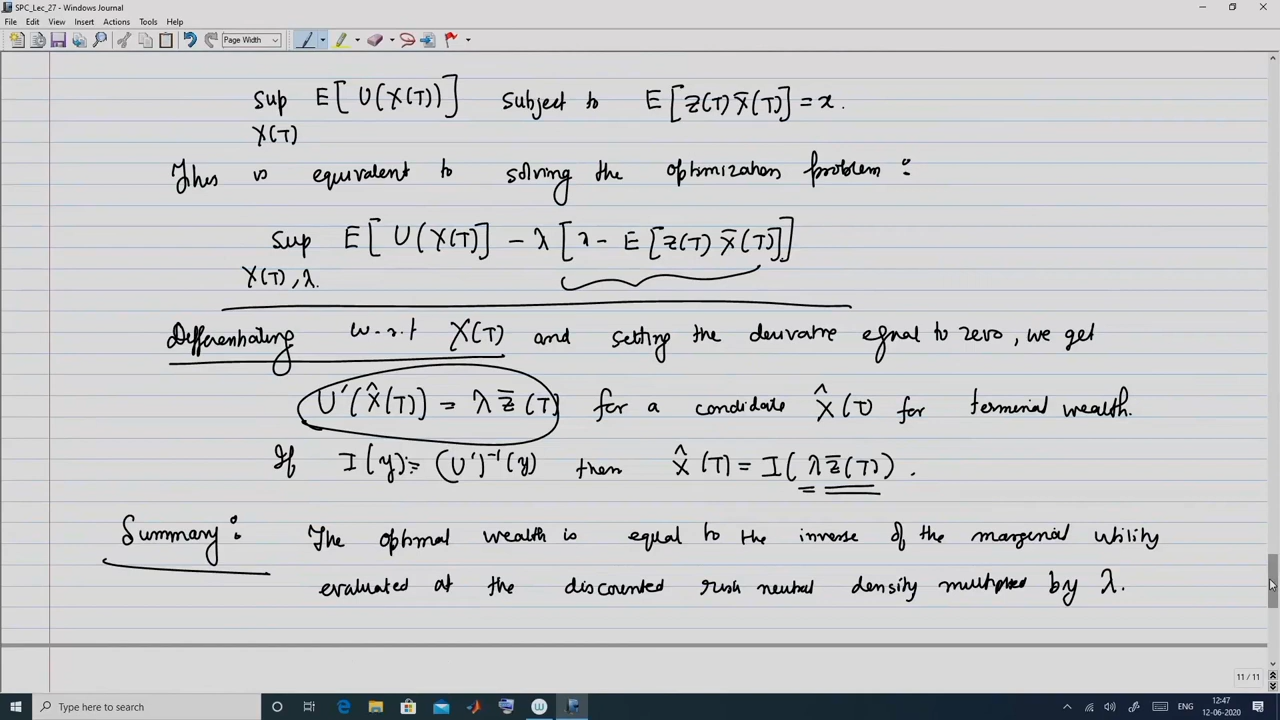 SPC_Lec_27 - Windows Journal
File Edit View Insert Actions Tools Help
Page Width
Sup E[U(X(T))] Subject to E[Z(T)X̄(T)] = x.
X(T)
This is equivalent to solving the optimization problem :
Sup E[U(X(T)] - λ[x - E[Z(T) X̄(T)]]
X(T), λ.
Differentiating w.r.t X(T) and setting the derivative equal to zero, we get
U'(X̂(T)) = λ Z̄(T) for a candidate X̂(T) for terminal wealth.
If I(y) := (U')⁻¹(y) then X̂(T) = I(λ Z̄(T)).
Summary : The optimal wealth is equal to the inverse of the marginal utility
evaluated at the discounted risk neutral density multiplied by λ.
11 / 11
Type here to search
ENG
12:47
12-06-2020